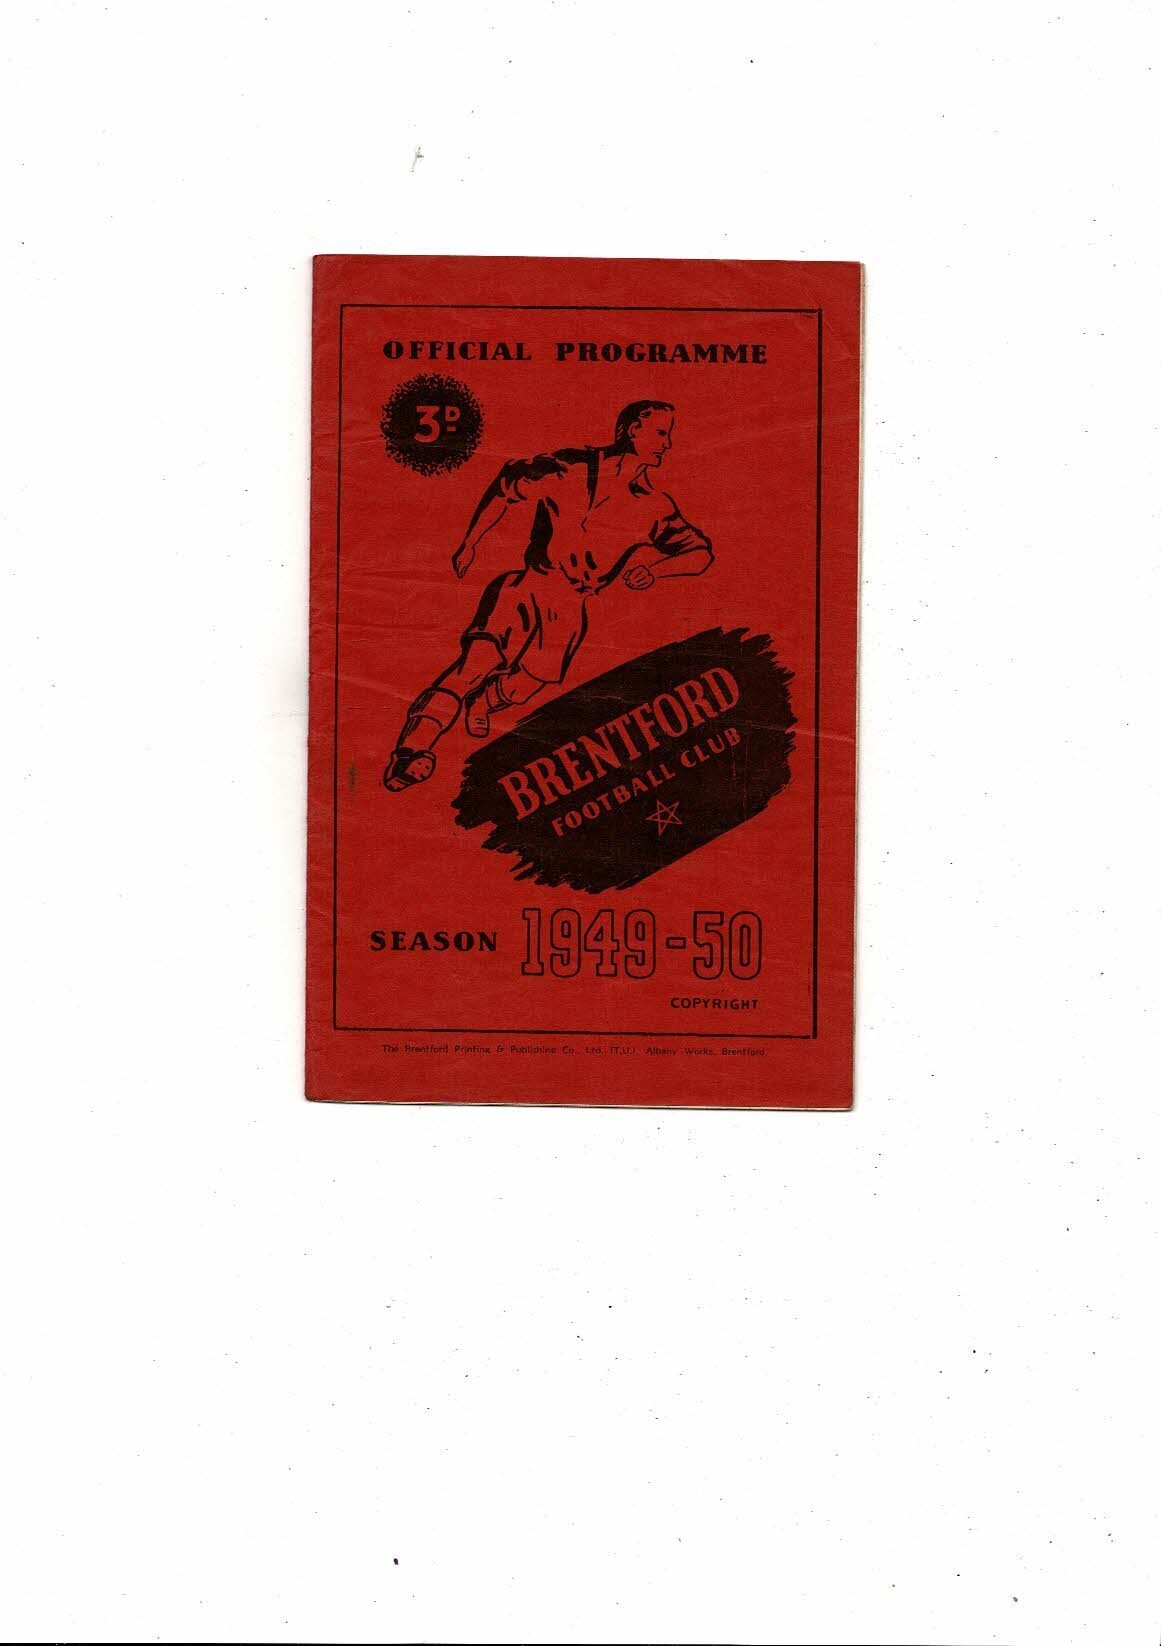 OFFICIAL PROGRAMME
3D
BRENTFORD
FOOTBALL CLUB
SEASON 1949-50
COPYRIGHT
The Brentford Printing & Publishing Co., Ltd. (T.U.), Albany Works, Brentford.